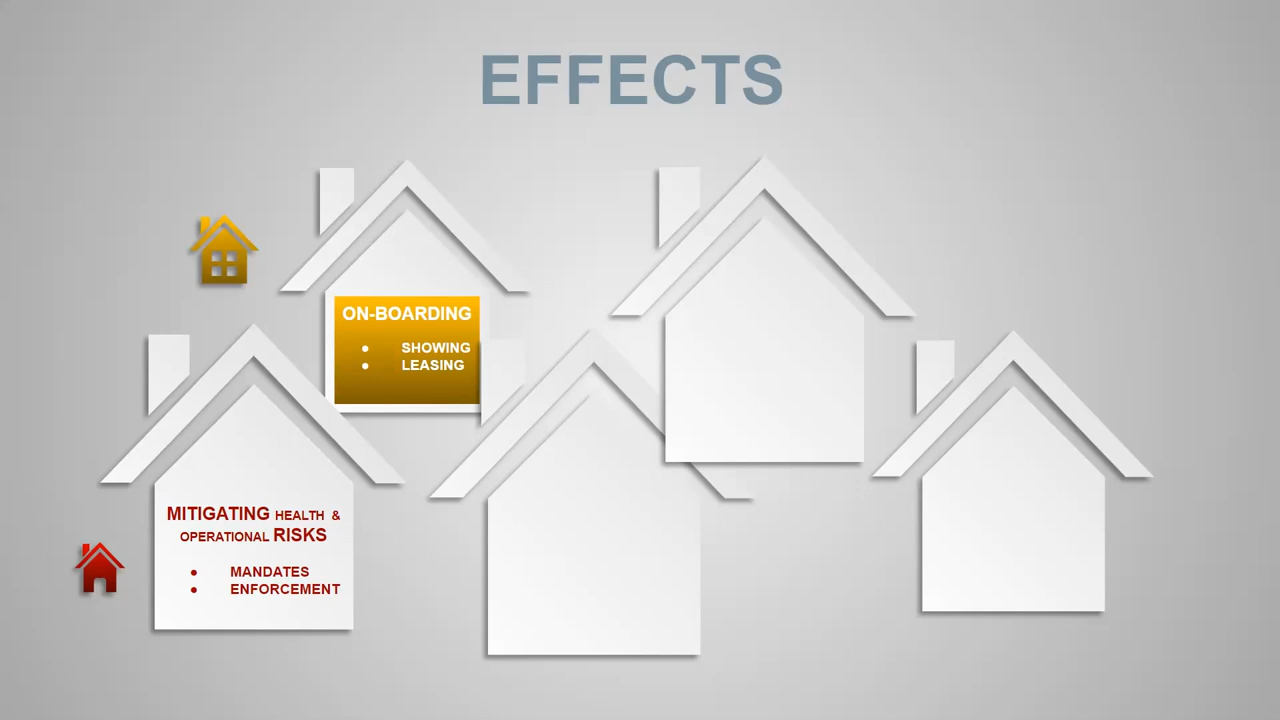 EFFECTS
ON-BOARDING
● SHOWING
● LEASING
MITIGATING HEALTH &
OPERATIONAL RISKS
● MANDATES
● ENFORCEMENT